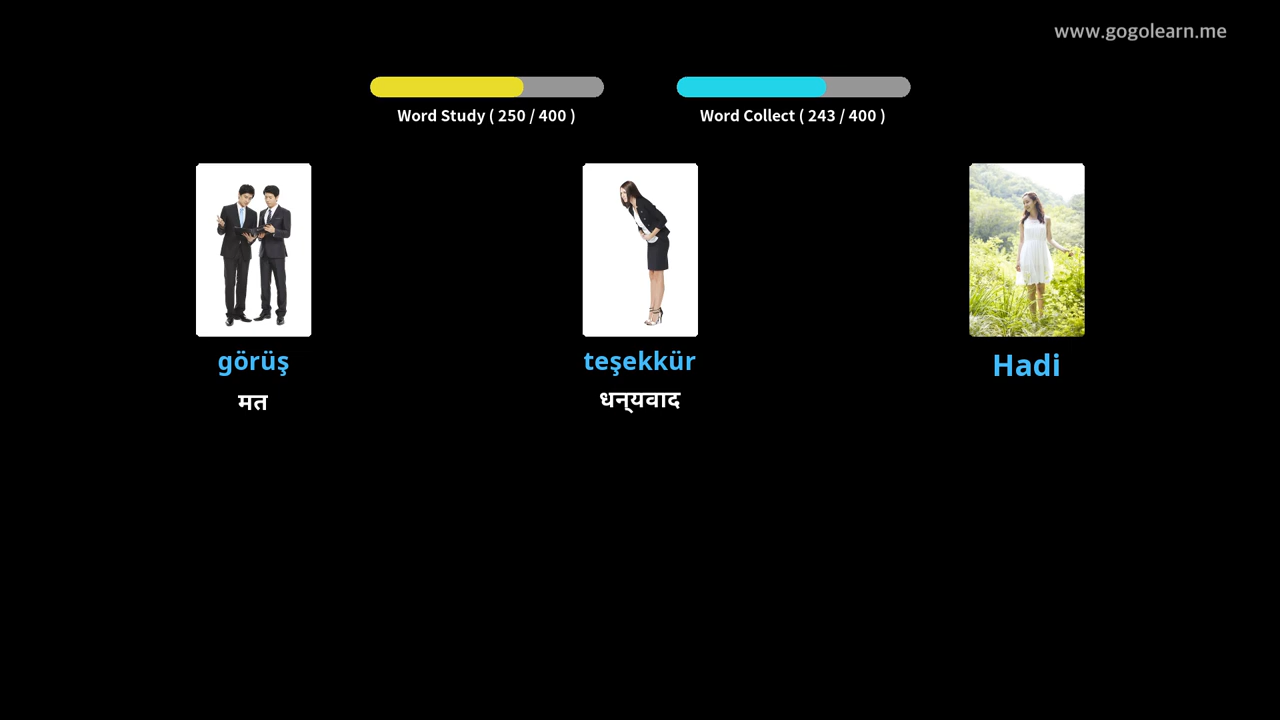 www.gogolearn.me
Word Study ( 250 / 400 )
Word Collect ( 243 / 400 )
görüş
teşekkür
Hadi
मत
धन्यवाद